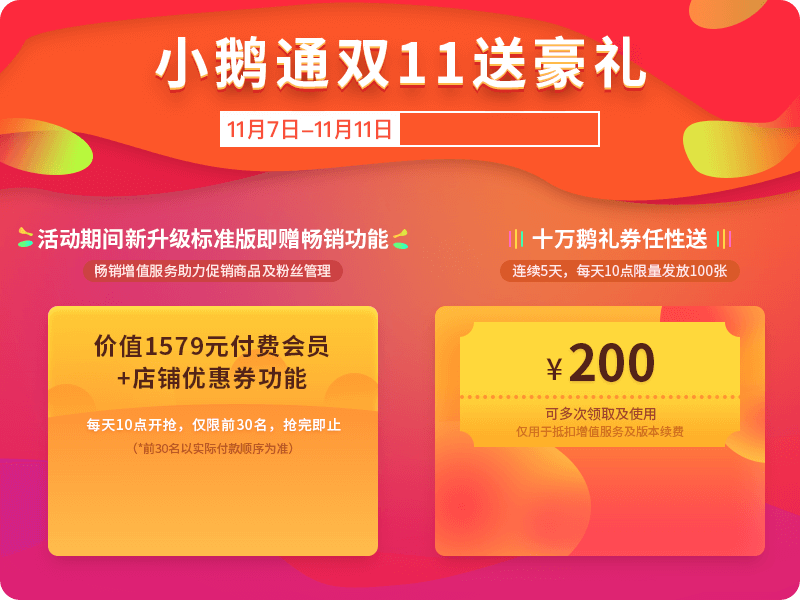 小鹅通双11送豪礼
11月7日–11月11日
活动期间新升级标准版即赠畅销功能
畅销增值服务助力促销商品及粉丝管理
价值1579元付费会员
+店铺优惠券功能
每天10点开抢，仅限前30名，抢完即止
（*前30名以实际付款顺序为准）
十万鹅礼券任性送
连续5天，每天10点限量发放100张
¥200
可多次领取及使用
仅用于抵扣增值服务及版本续费